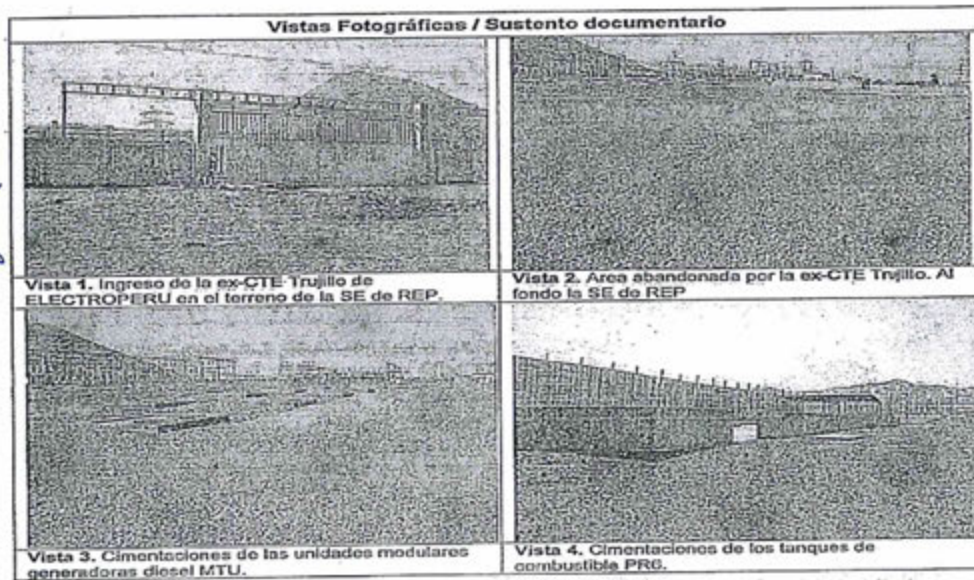 Vistas Fotográficas / Sustento documentario
Vista 1. Ingreso de la ex-CTE Trujillo de
ELECTROPERU en el terreno de la SE de REP.
Vista 2. Area abandonada por la ex-CTE Trujillo. Al
fondo la SE de REP
Vista 3. Cimentaciones de las unidades modulares
generadoras diesel MTU.
Vista 4. Cimentaciones de los tanques de
combustible PRG.